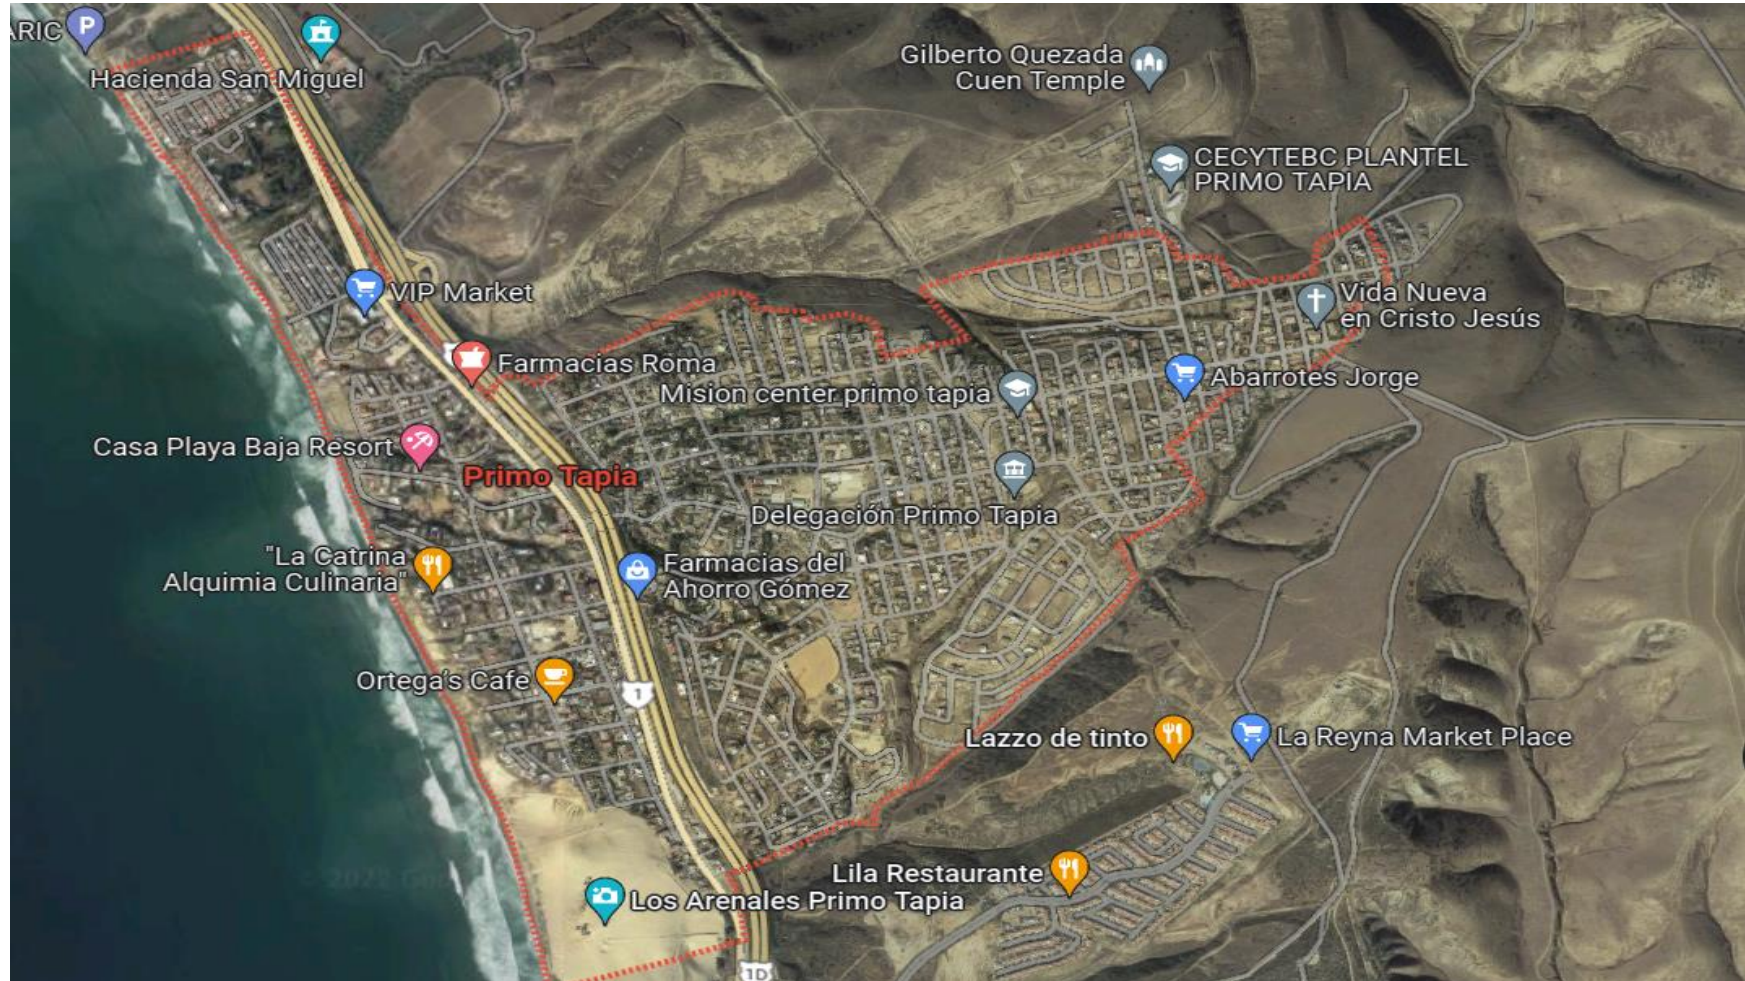 ARIC
Hacienda San Miguel
Gilberto Quezada
Cuen Temple
CECYTEBC PLANTEL
PRIMO TAPIA
VIP Market
Vida Nueva
en Cristo Jesús
Farmacias Roma
Mision center primo tapia
Abarrotes Jorge
Casa Playa Baja Resort
Primo Tapia
Delegación Primo Tapia
"La Catrina
Alquimia Culinaria"
Farmacias del
Ahorro Gómez
Ortega's Cafe
1
Lazzo de tinto
La Reyna Market Place
Lila Restaurante
Los Arenales Primo Tapia
1D